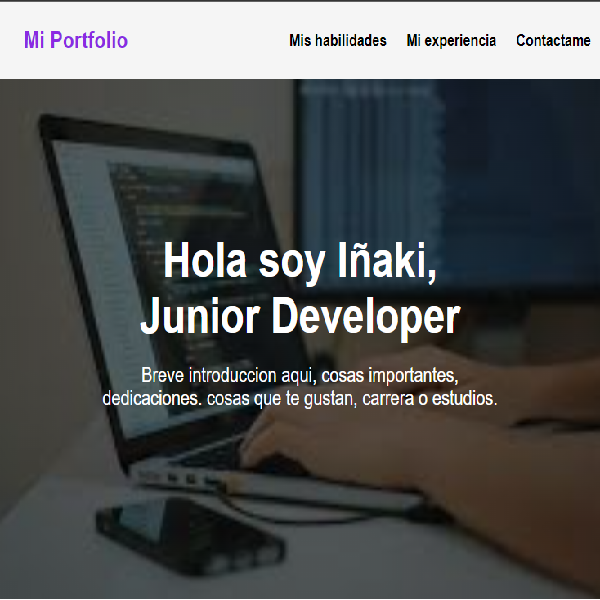 Mi Portfolio
Mis habilidades Mi experiencia Contactame
Hola soy Iñaki,
Junior Developer
Breve introduccion aqui, cosas importantes,
dedicaciones. cosas que te gustan, carrera o estudios.